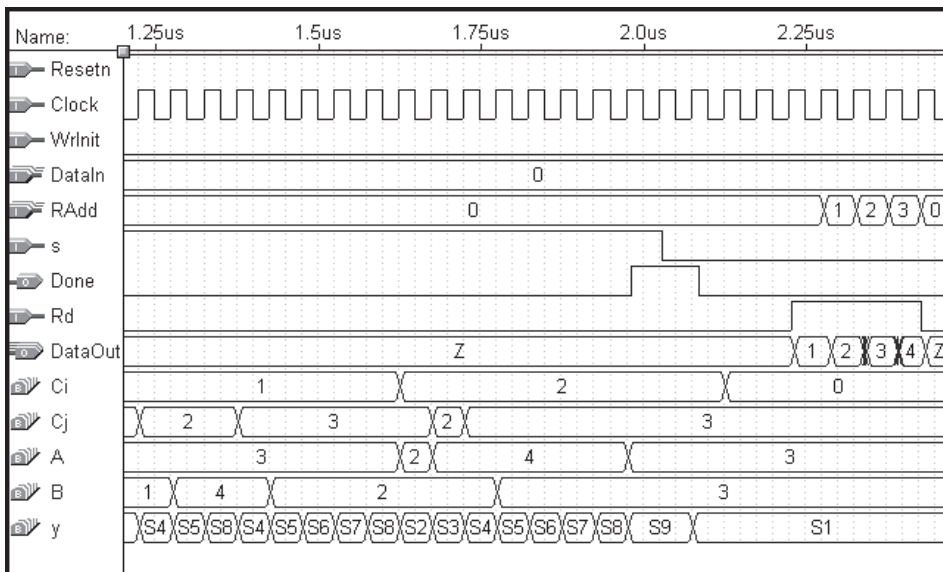 Name: 1.25us 1.5us 1.75us 2.0us 2.25us
Resetn
Clock
WrInit
DataIn 0
RAdd 0 1 2 3 0
s
Done
Rd
DataOut Z 1 2 3 4 Z
Ci 1 2 0
Cj 2 3 2 3
A 3 2 4 3
B 1 4 2 3
y S4 S5 S8 S4 S5 S6 S7 S8 S2 S3 S4 S5 S6 S7 S8 S9 S1